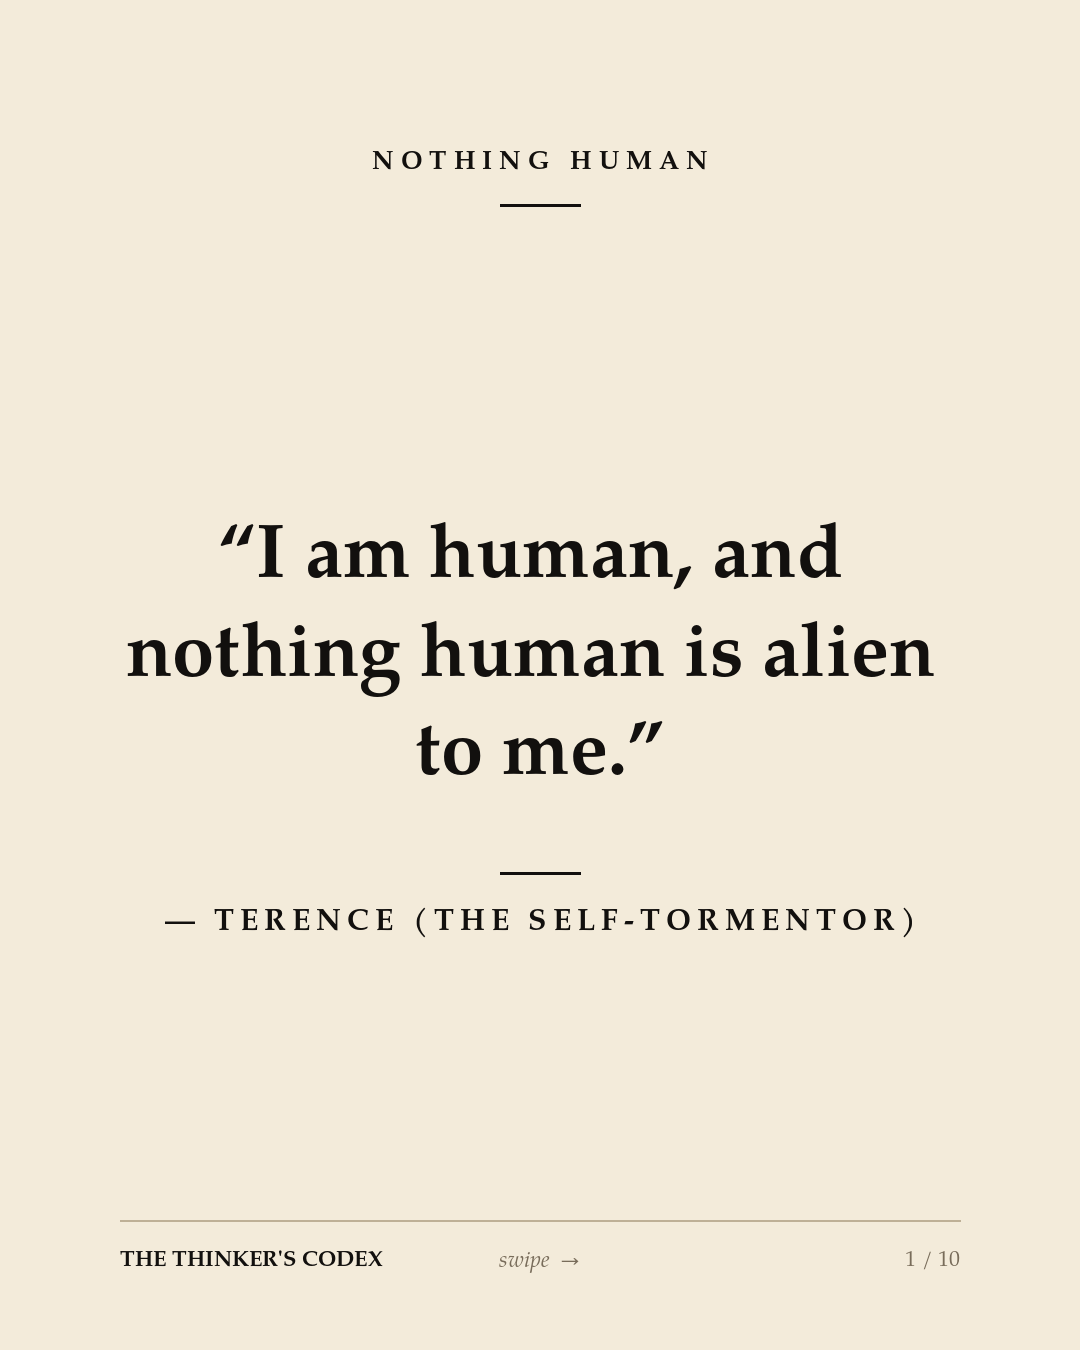 NOTHING HUMAN
“I am human, and
nothing human is alien
to me.”
— TERENCE (THE SELF-TORMENTOR)
THE THINKER'S CODEX
swipe →
1 / 10